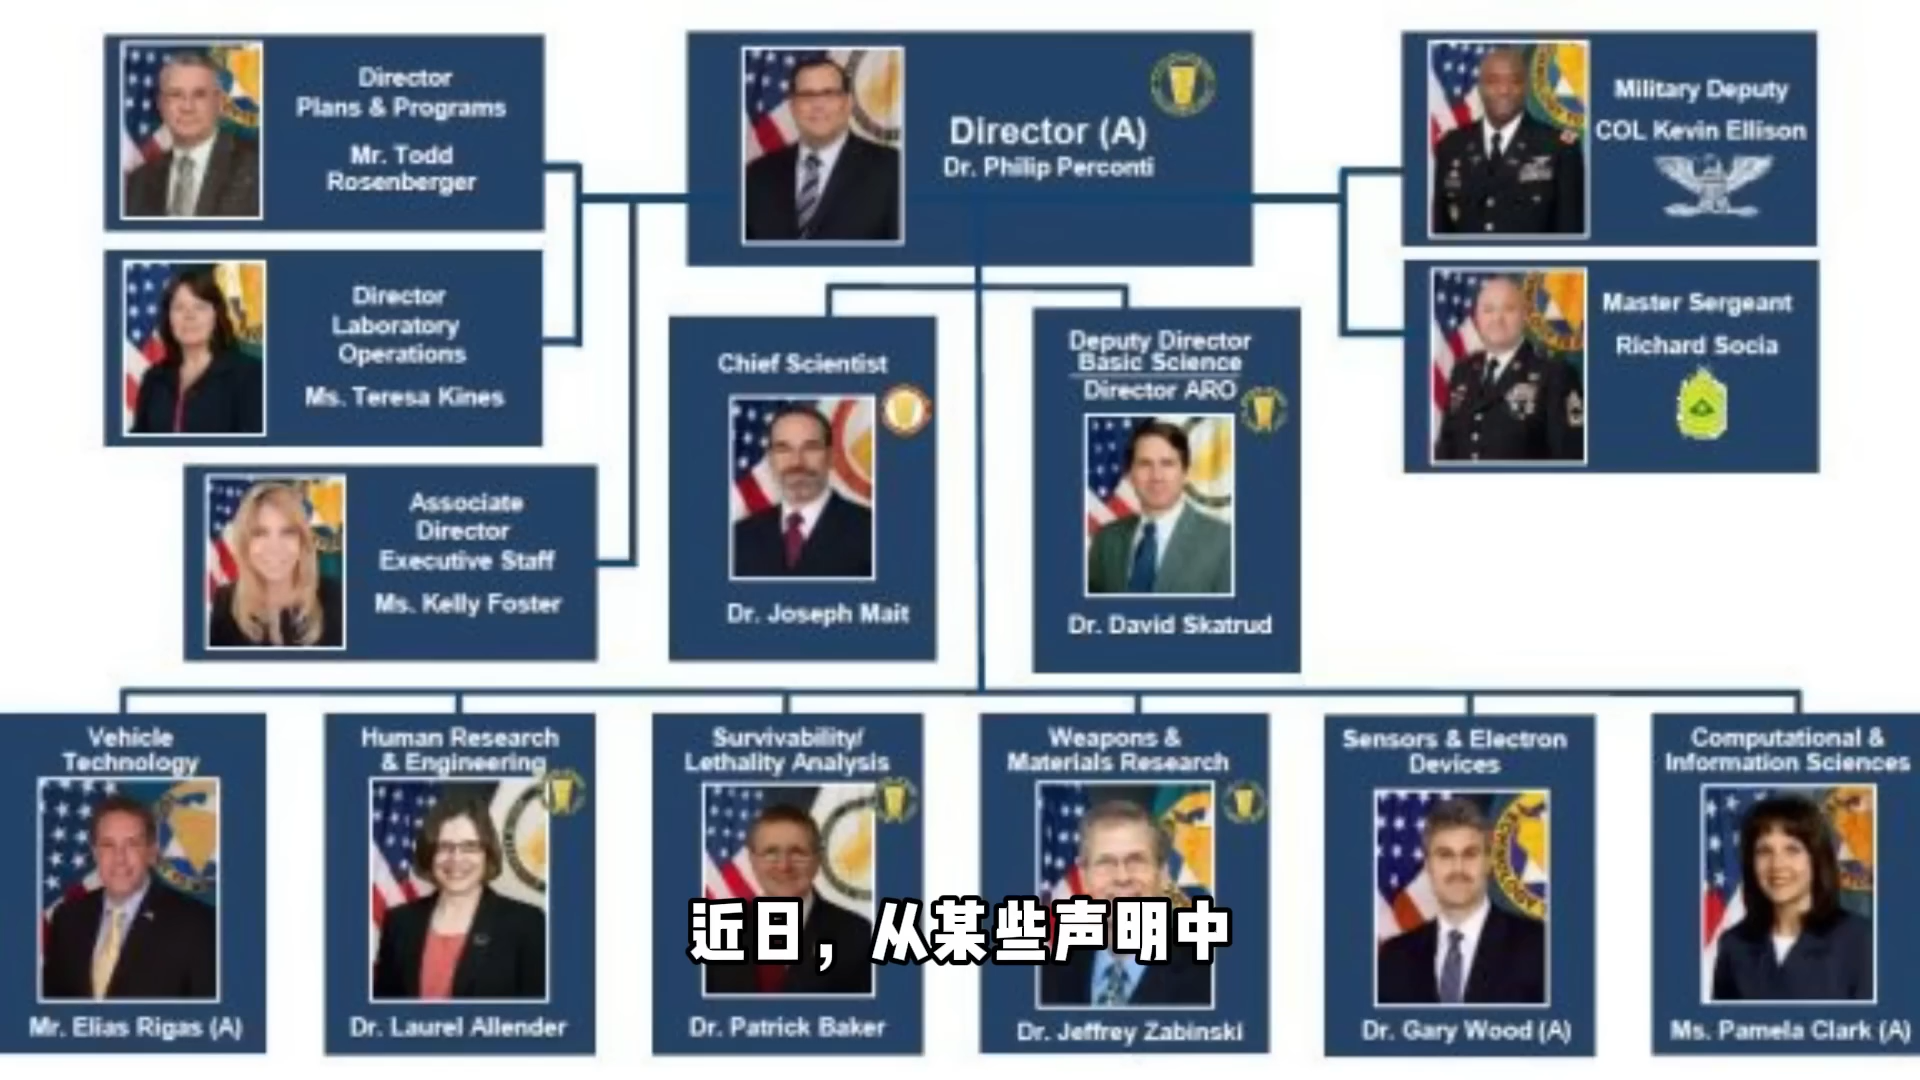 Director
Plans & Programs
Mr. Todd
Rosenberger
Director (A)
Dr. Philip Perconti
Military Deputy
COL Kevin Ellison
Director
Laboratory
Operations
Ms. Teresa Kines
Master Sergeant
Richard Socia
Chief Scientist
Dr. Joseph Mait
Deputy Director
Basic Science
Director ARO
Dr. David Skatrud
Associate
Director
Executive Staff
Ms. Kelly Foster
Vehicle
Technology
Mr. Elias Rigas (A)
Human Research
& Engineering
Dr. Laurel Allender
Survivability/
Lethality Analysis
Dr. Patrick Baker
Weapons &
Materials Research
Dr. Jeffrey Zabinski
Sensors & Electron
Devices
Dr. Gary Wood (A)
Computational &
Information Sciences
Ms. Pamela Clark (A)
近日，从某些声明中